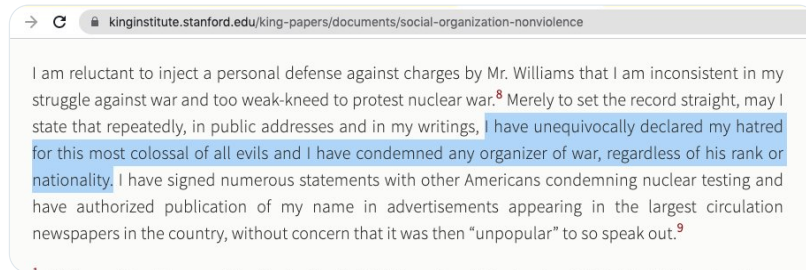 kinginstitute.stanford.edu/king-papers/documents/social-organization-nonviolence
I am reluctant to inject a personal defense against charges by Mr. Williams that I am inconsistent in my
struggle against war and too weak-kneed to protest nuclear war.8 Merely to set the record straight, may I
state that repeatedly, in public addresses and in my writings, I have unequivocally declared my hatred
for this most colossal of all evils and I have condemned any organizer of war, regardless of his rank or
nationality. I have signed numerous statements with other Americans condemning nuclear testing and
have authorized publication of my name in advertisements appearing in the largest circulation
newspapers in the country, without concern that it was then “unpopular” to so speak out.9